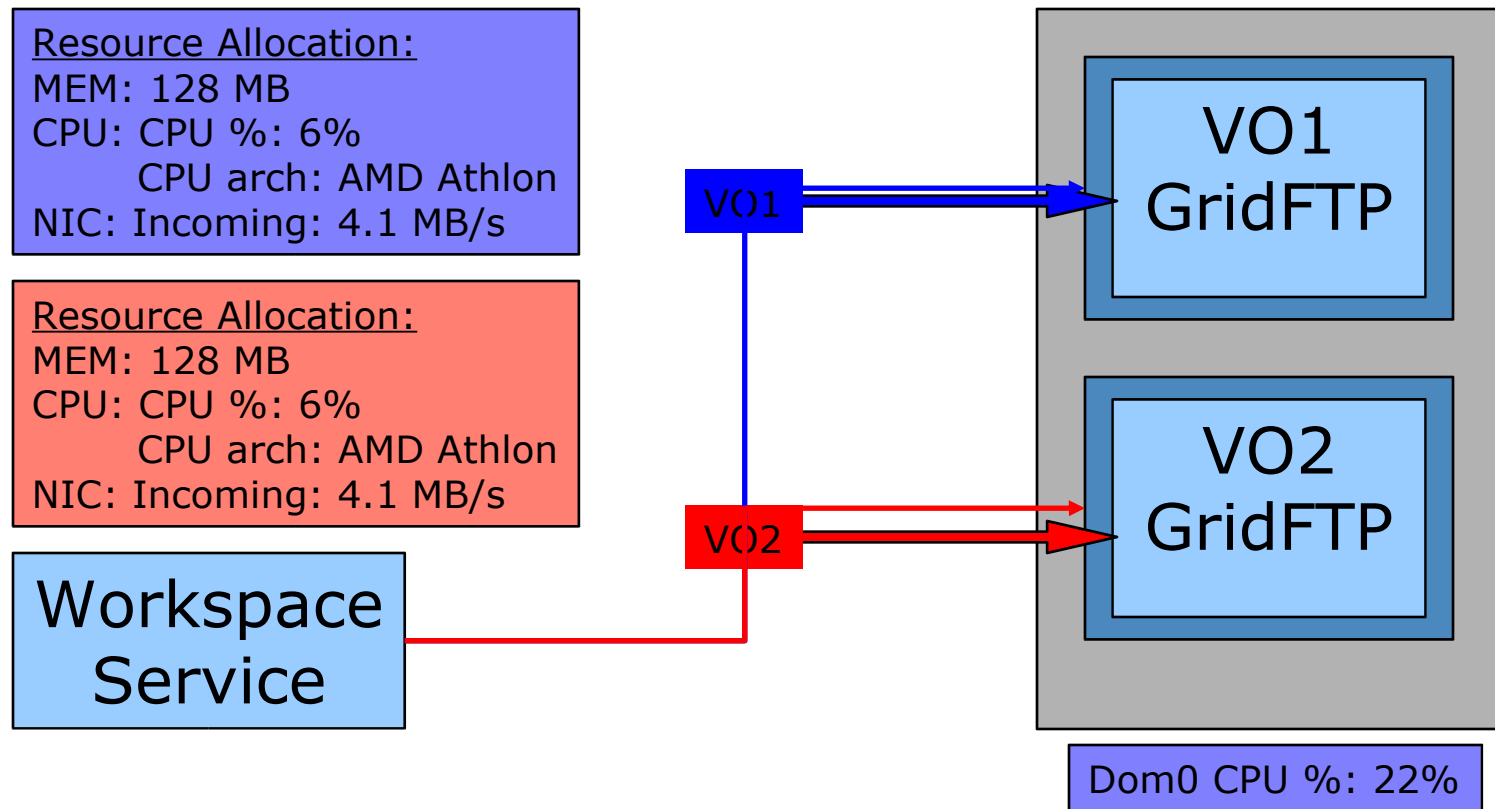 Resource Allocation:
MEM: 128 MB
CPU: CPU %: 6%
CPU arch: AMD Athlon
NIC: Incoming: 4.1 MB/s
Resource Allocation:
MEM: 128 MB
CPU: CPU %: 6%
CPU arch: AMD Athlon
NIC: Incoming: 4.1 MB/s
Workspace
Service
VO1
VO2
VO1
GridFTP
VO2
GridFTP
Dom0 CPU %: 22%